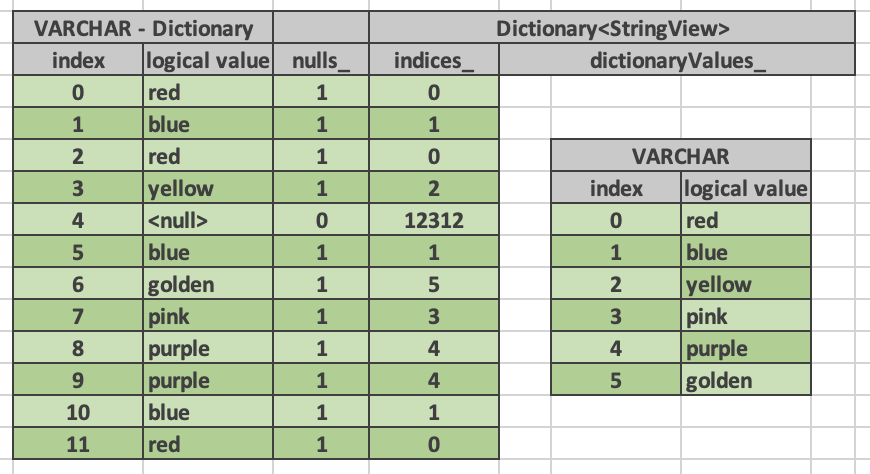 VARCHAR - Dictionary Dictionary<StringView>
index logical value nulls_ indices_ dictionaryValues_
0 red 1 0
1 blue 1 1
2 red 1 0 VARCHAR
3 yellow 1 2 index logical value
4 <null> 0 12312 0 red
5 blue 1 1 1 blue
6 golden 1 5 2 yellow
7 pink 1 3 3 pink
8 purple 1 4 4 purple
9 purple 1 4 5 golden
10 blue 1 1
11 red 1 0